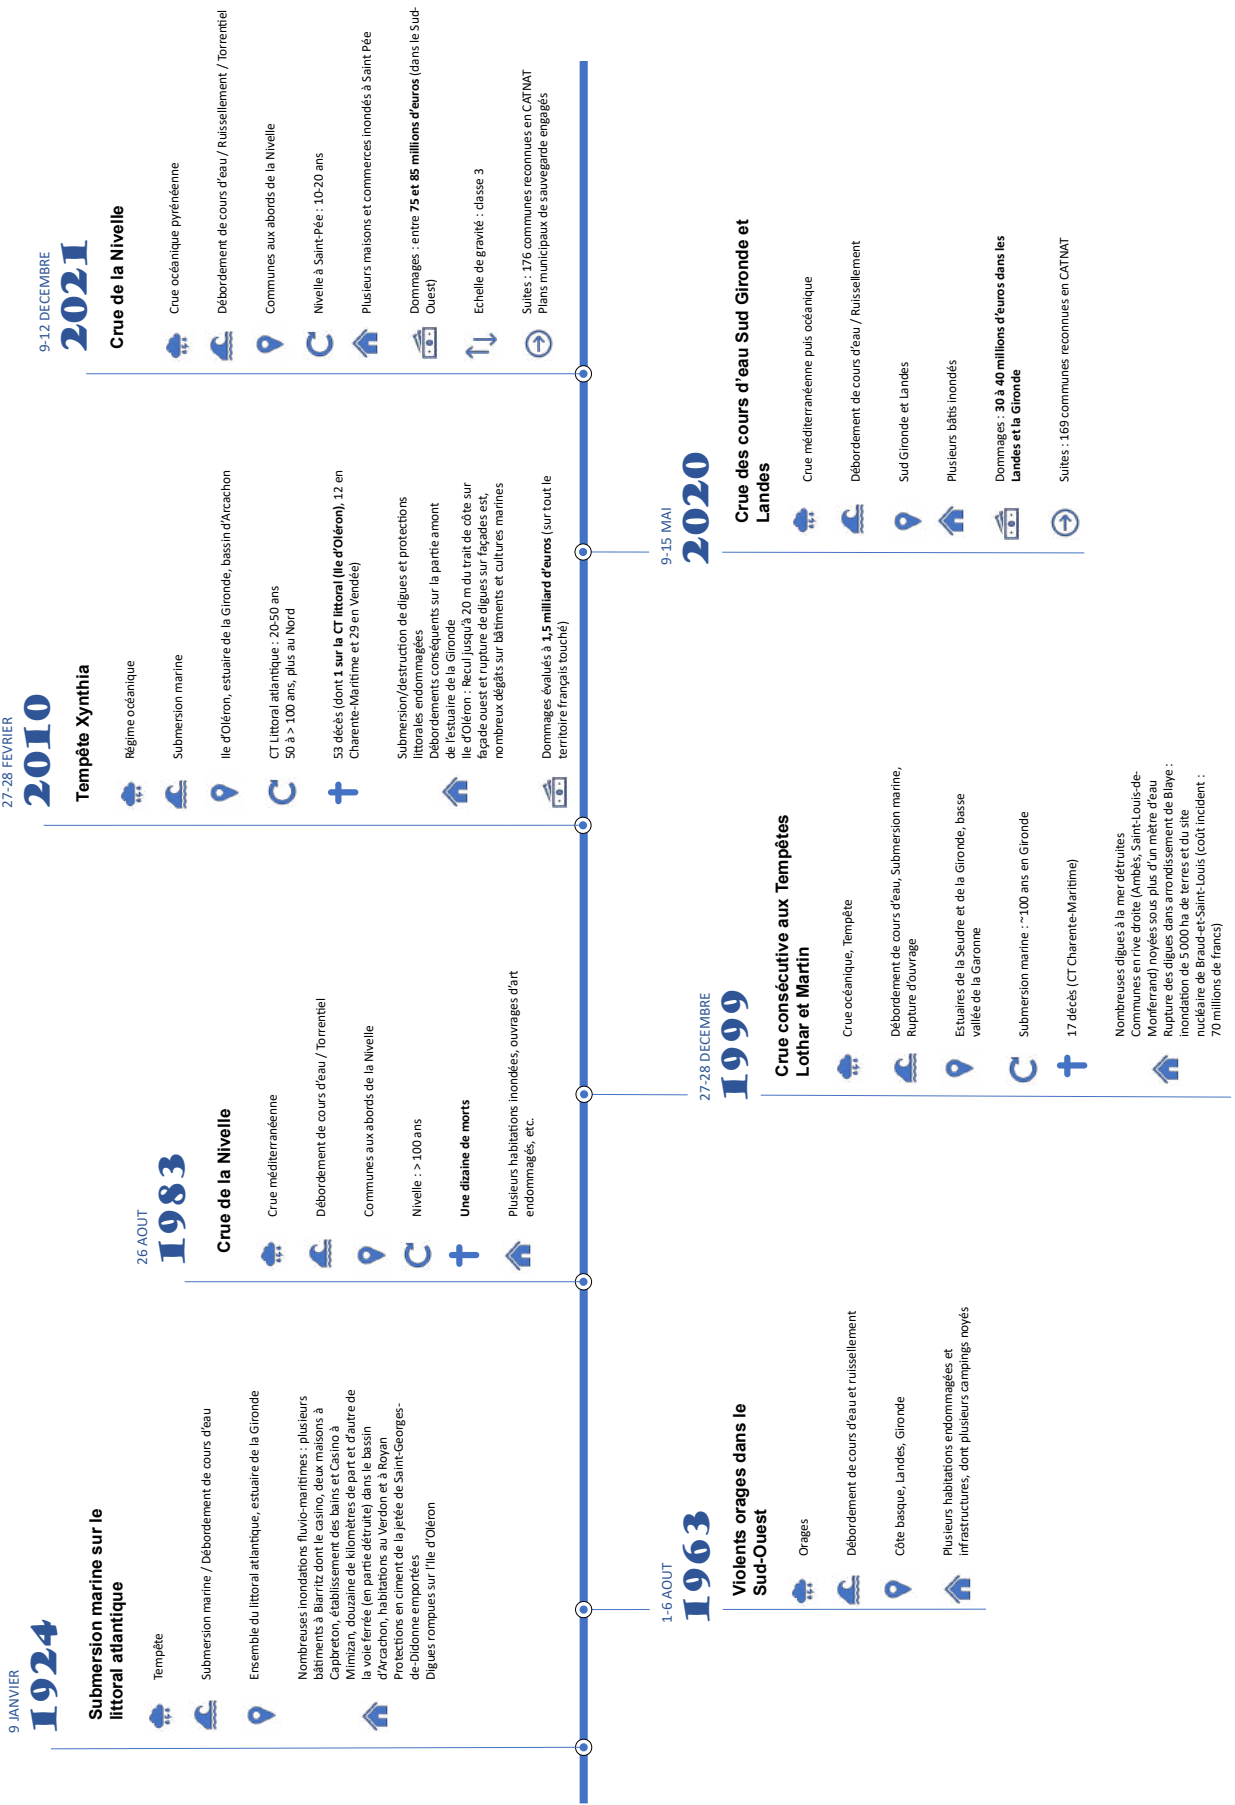 9 JANVIER
1924
Submersion marine sur le
littoral atlantique
Tempête
Submersion marine / Débordement de cours d'eau
Ensemble du littoral atlantique, estuaire de la Gironde
Nombreuses inondations fluvio-maritimes : plusieurs
bâtiments à Biarritz dont le casino, deux maisons à
Capbreton, établissement des bains et Casino à
Mimizan, douzaine de kilomètres de part et d'autre de
la voie ferrée (en partie détruite) dans le bassin
d'Arcachon, habitations au Verdon et à Royan
Protections en ciment de la jetée de Saint-Georges-
de-Didonne emportées
Digues rompues sur l'Ile d'Oléron
1-6 AOUT
1963
Violents orages dans le
Sud-Ouest
Orages
Débordement de cours d'eau et ruissellement
Côte basque, Landes, Gironde
Plusieurs habitations endommagées et
infrastructures, dont plusieurs campings noyés
26 AOUT
1983
Crue de la Nivelle
Crue méditerranéenne
Débordement de cours d'eau / Torrentiel
Communes aux abords de la Nivelle
Nivelle : > 100 ans
Une dizaine de morts
Plusieurs habitations inondées, ouvrages d'art
endommagés, etc.
27-28 DECEMBRE
1999
Crue consécutive aux Tempêtes
Lothar et Martin
Crue océanique, Tempête
Débordement de cours d'eau, Submersion marine,
Rupture d'ouvrage
Estuaires de la Seudre et de la Gironde, basse
vallée de la Garonne
Submersion marine : ~100 ans en Gironde
17 décès (CT Charente-Maritime)
Nombreuses digues à la mer détruites
Communes en rive droite (Ambès, Saint-Louis-de-
Monferrand) noyées sous plus d'un mètre d'eau
Rupture des digues dans arrondissement de Blaye :
inondation de 5 000 ha de terres et du site
nucléaire de Braud-et-Saint-Louis (coût incident :
70 millions de francs)
27-28 FEVRIER
2010
Tempête Xynthia
Régime océanique
Submersion marine
Ile d'Oléron, estuaire de la Gironde, bassin d'Arcachon
CT Littoral atlantique : 20-50 ans
50 à > 100 ans, plus au Nord
53 décès (dont 1 sur la CT littoral (Ile d'Oléron), 12 en
Charente-Maritime et 29 en Vendée)
Submersion/destruction de digues et protections
littorales endommagées
Débordements conséquents sur la partie amont
de l'estuaire de la Gironde
Ile d'Oléron : Recul jusqu'à 20 m du trait de côte sur
façade ouest et rupture de digues sur façades est,
nombreux dégâts sur bâtiments et cultures marines
Dommages évalués à 1,5 milliard d'euros (sur tout le
territoire français touché)
9-15 MAI
2020
Crue des cours d'eau Sud Gironde et
Landes
Crue méditerranéenne puis océanique
Débordement de cours d'eau / Ruissellement
Sud Gironde et Landes
Plusieurs bâtis inondés
Dommages : 30 à 40 millions d'euros dans les
Landes et la Gironde
Suites : 169 communes reconnues en CATNAT
9-12 DECEMBRE
2021
Crue de la Nivelle
Crue océanique pyrénéenne
Débordement de cours d'eau / Ruissellement / Torrentiel
Communes aux abords de la Nivelle
Nivelle à Saint-Pée : 10-20 ans
Plusieurs maisons et commerces inondés à Saint Pée
Dommages : entre 75 et 85 millions d'euros (dans le Sud-
Ouest)
Echelle de gravité : classe 3
Suites : 176 communes reconnues en CATNAT
Plans municipaux de sauvegarde engagés